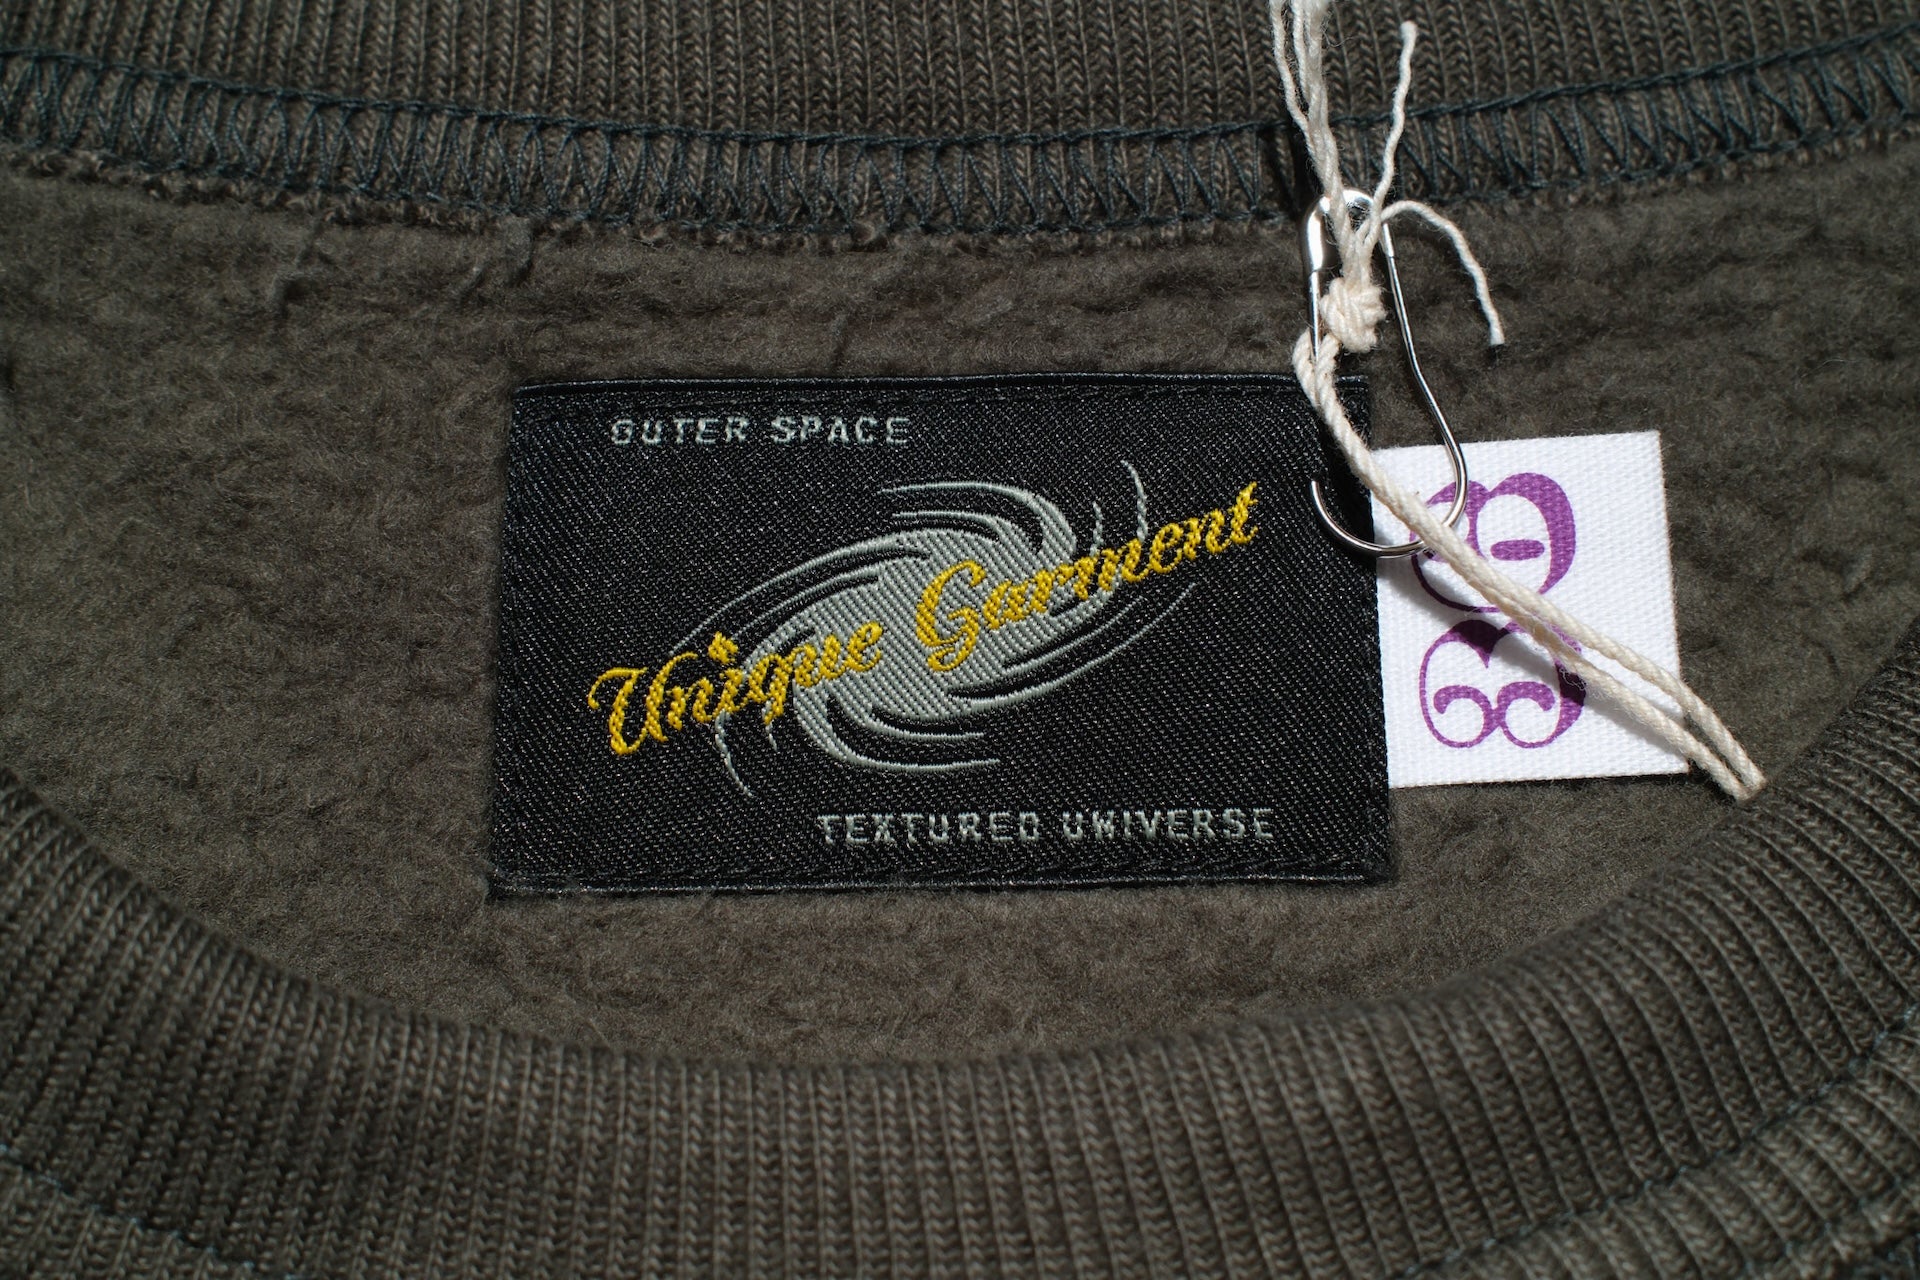 OUTER SPACE
Unique Garment
TEXTURED UNIVERSE